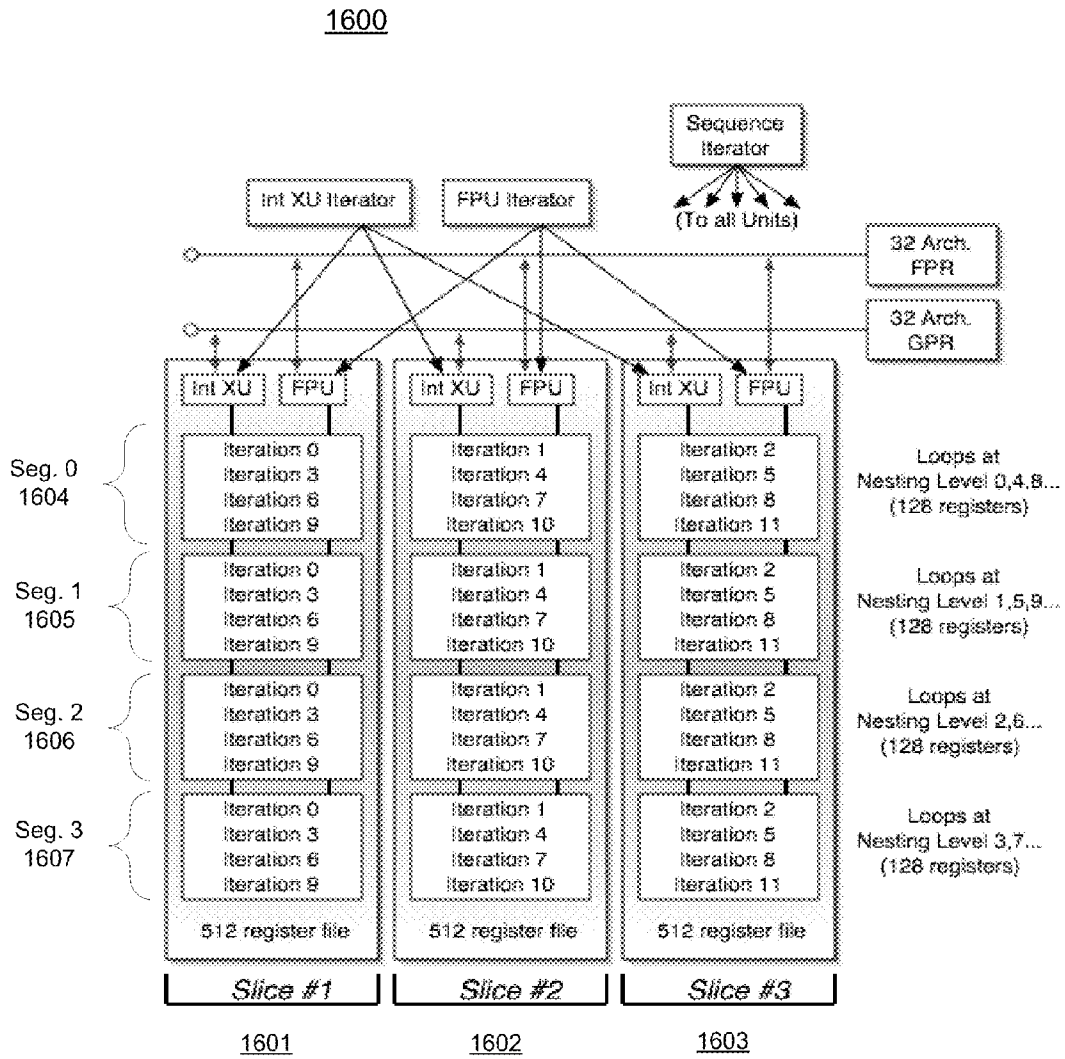 1600
Sequence
Iterator
Int XU Iterator
FPU Iterator
(To all Units)
32 Arch.
FPR
32 Arch.
GPR
Int XU
FPU
Int XU
FPU
Int XU
FPU
Seg. 0
1604
Iteration 0
Iteration 3
Iteration 6
Iteration 9
Iteration 1
Iteration 4
Iteration 7
Iteration 10
Iteration 2
Iteration 5
Iteration 8
Iteration 11
Loops at
Nesting Level 0,4,8...
(128 registers)
Seg. 1
1605
Iteration 0
Iteration 3
Iteration 6
Iteration 9
Iteration 1
Iteration 4
Iteration 7
Iteration 10
Iteration 2
Iteration 5
Iteration 8
Iteration 11
Loops at
Nesting Level 1,5,9...
(128 registers)
Seg. 2
1606
Iteration 0
Iteration 3
Iteration 6
Iteration 9
Iteration 1
Iteration 4
Iteration 7
Iteration 10
Iteration 2
Iteration 5
Iteration 8
Iteration 11
Loops at
Nesting Level 2,6...
(128 registers)
Seg. 3
1607
Iteration 0
Iteration 3
Iteration 6
Iteration 9
Iteration 1
Iteration 4
Iteration 7
Iteration 10
Iteration 2
Iteration 5
Iteration 8
Iteration 11
Loops at
Nesting Level 3,7...
(128 registers)
512 register file
512 register file
512 register file
Slice #1
Slice #2
Slice #3
1601
1602
1603